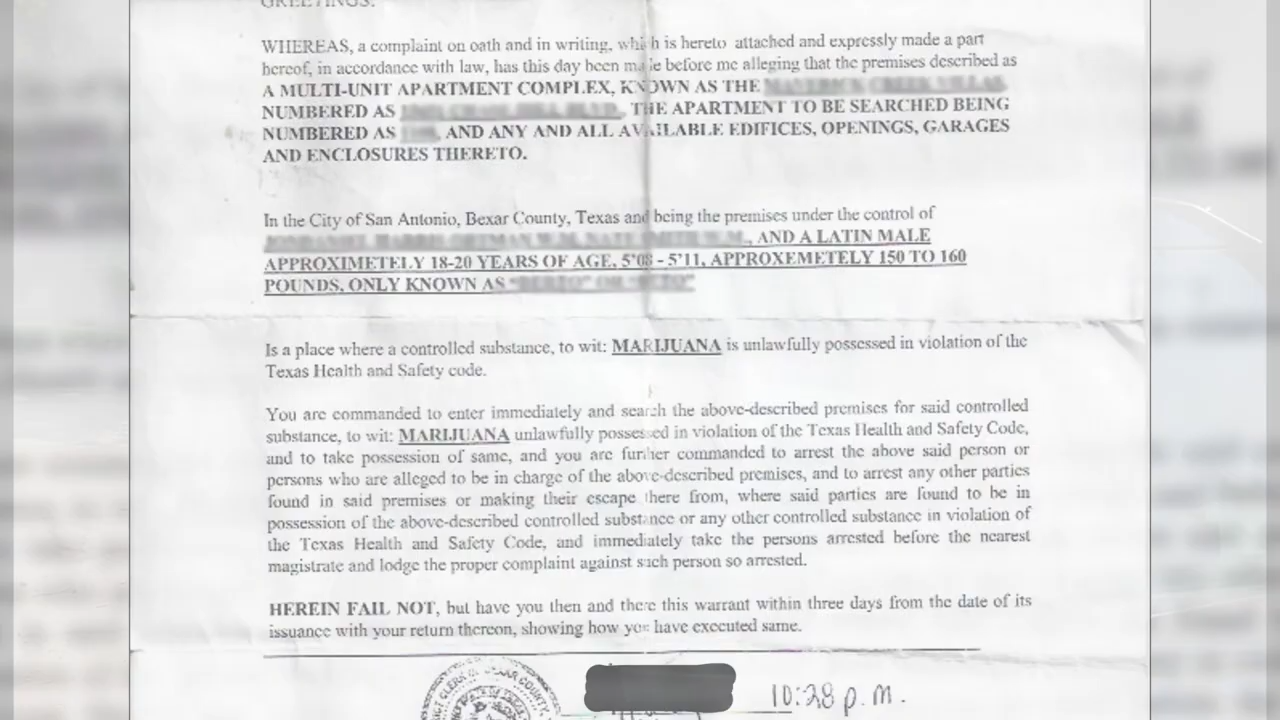 GREETINGS:
WHEREAS, a complaint on oath and in writing, which is hereto attached and expressly made a part
hereof, in accordance with law, has this day been made before me alleging that the premises described as
A MULTI-UNIT APARTMENT COMPLEX, KNOWN AS THE
NUMBERED AS THE APARTMENT TO BE SEARCHED BEING
NUMBERED AS , AND ANY AND ALL AVAILABLE EDIFICES, OPENINGS, GARAGES
AND ENCLOSURES THERETO.
In the City of San Antonio, Bexar County, Texas and being the premises under the control of
, AND A LATIN MALE
APPROXIMETELY 18-20 YEARS OF AGE, 5'08 - 5'11, APPROXEMETELY 150 TO 160
POUNDS, ONLY KNOWN AS
Is a place where a controlled substance, to wit: MARIJUANA is unlawfully possessed in violation of the
Texas Health and Safety code.
You are commanded to enter immediately and search the above-described premises for said controlled
substance, to wit: MARIJUANA unlawfully possessed in violation of the Texas Health and Safety Code,
and to take possession of same, and you are further commanded to arrest the above said person or
persons who are alleged to be in charge of the above-described premises, and to arrest any other parties
found in said premises or making their escape there from, where said parties are found to be in
possession of the above-described controlled substance or any other controlled substance in violation of
the Texas Health and Safety Code, and immediately take the persons arrested before the nearest
magistrate and lodge the proper complaint against such person so arrested.
HEREIN FAIL NOT, but have you then and there this warrant within three days from the date of its
issuance with your return thereon, showing how you have executed same.
10:28 p.m.